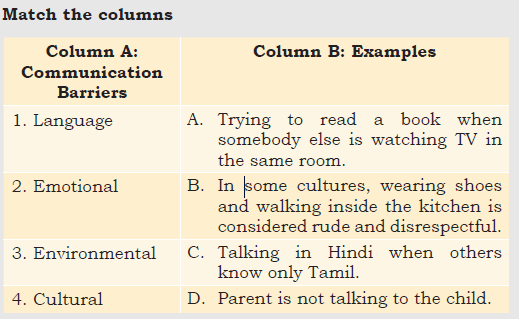 Match the columns
Column A:
Communication
Barriers
Column B: Examples
1. Language
A. Trying to read a book when
somebody else is watching TV in
the same room.
2. Emotional
B. In some cultures, wearing shoes
and walking inside the kitchen is
considered rude and disrespectful.
3. Environmental
C. Talking in Hindi when others
know only Tamil.
4. Cultural
D. Parent is not talking to the child.